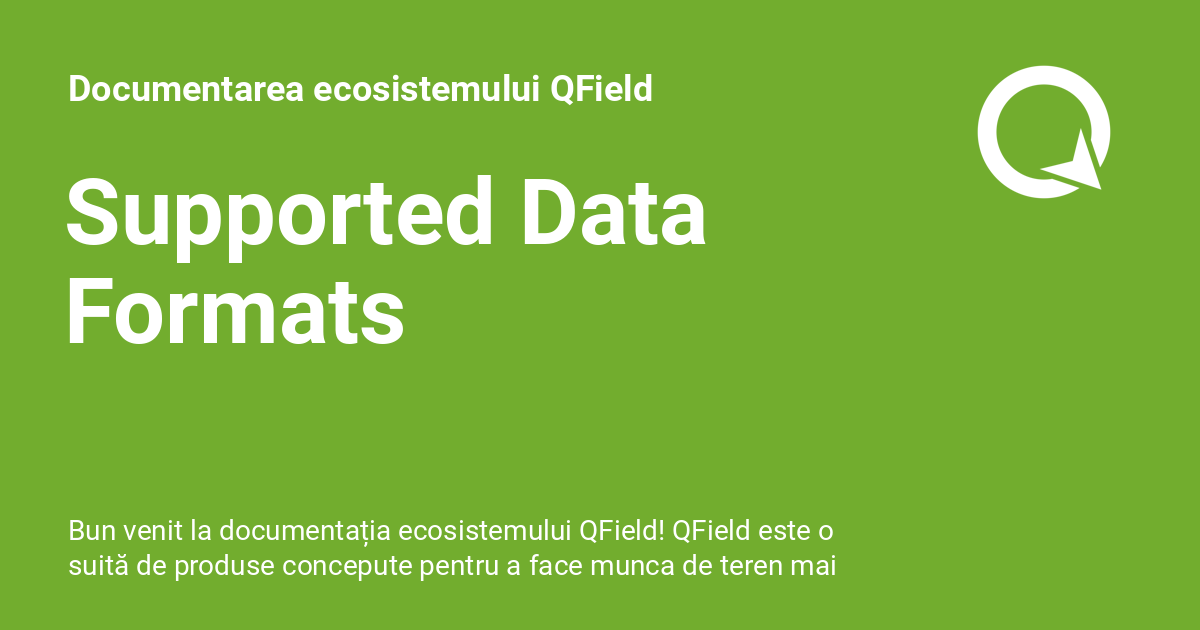 Documentarea ecosistemului QField
Supported Data
Formats
Bun venit la documentația ecosistemului QField! QField este o
suită de produse concepute pentru a face munca de teren mai